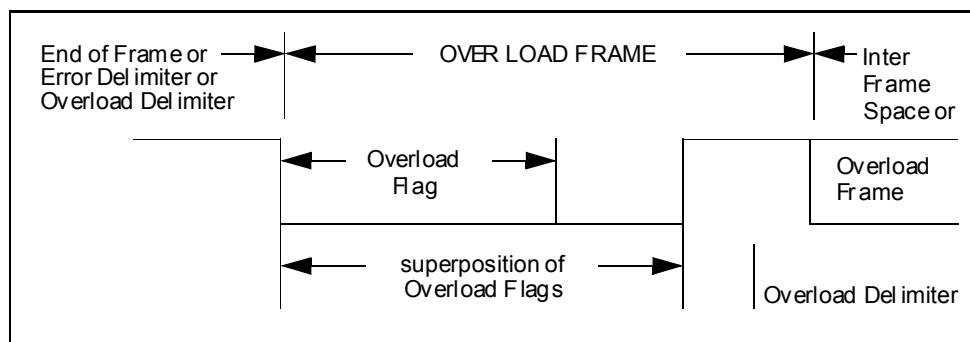 End of Frame or
Error Delimiter or
Overload Delimiter
OVER LOAD FRAME
Inter
Frame
Space or
Overload
Flag
Overload
Frame
superposition of
Overload Flags
Overload Delimiter